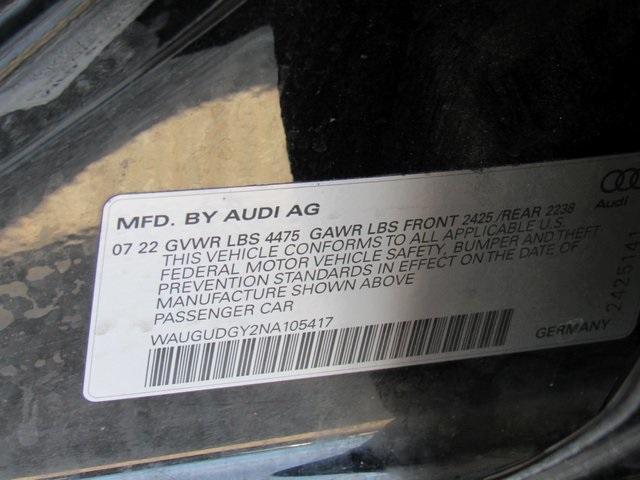 MFD. BY AUDI AG
07 22 GVWR LBS 4475 GAWR LBS FRONT 2425 /REAR 2238
THIS VEHICLE CONFORMS TO ALL APPLICABLE U.S.
FEDERAL MOTOR VEHICLE SAFETY, BUMPER AND THEFT
PREVENTION STANDARDS IN EFFECT ON THE DATE OF
MANUFACTURE SHOWN ABOVE
PASSENGER CAR
WAUGUDGY2NA105417
GERMANY
Audi
2425141